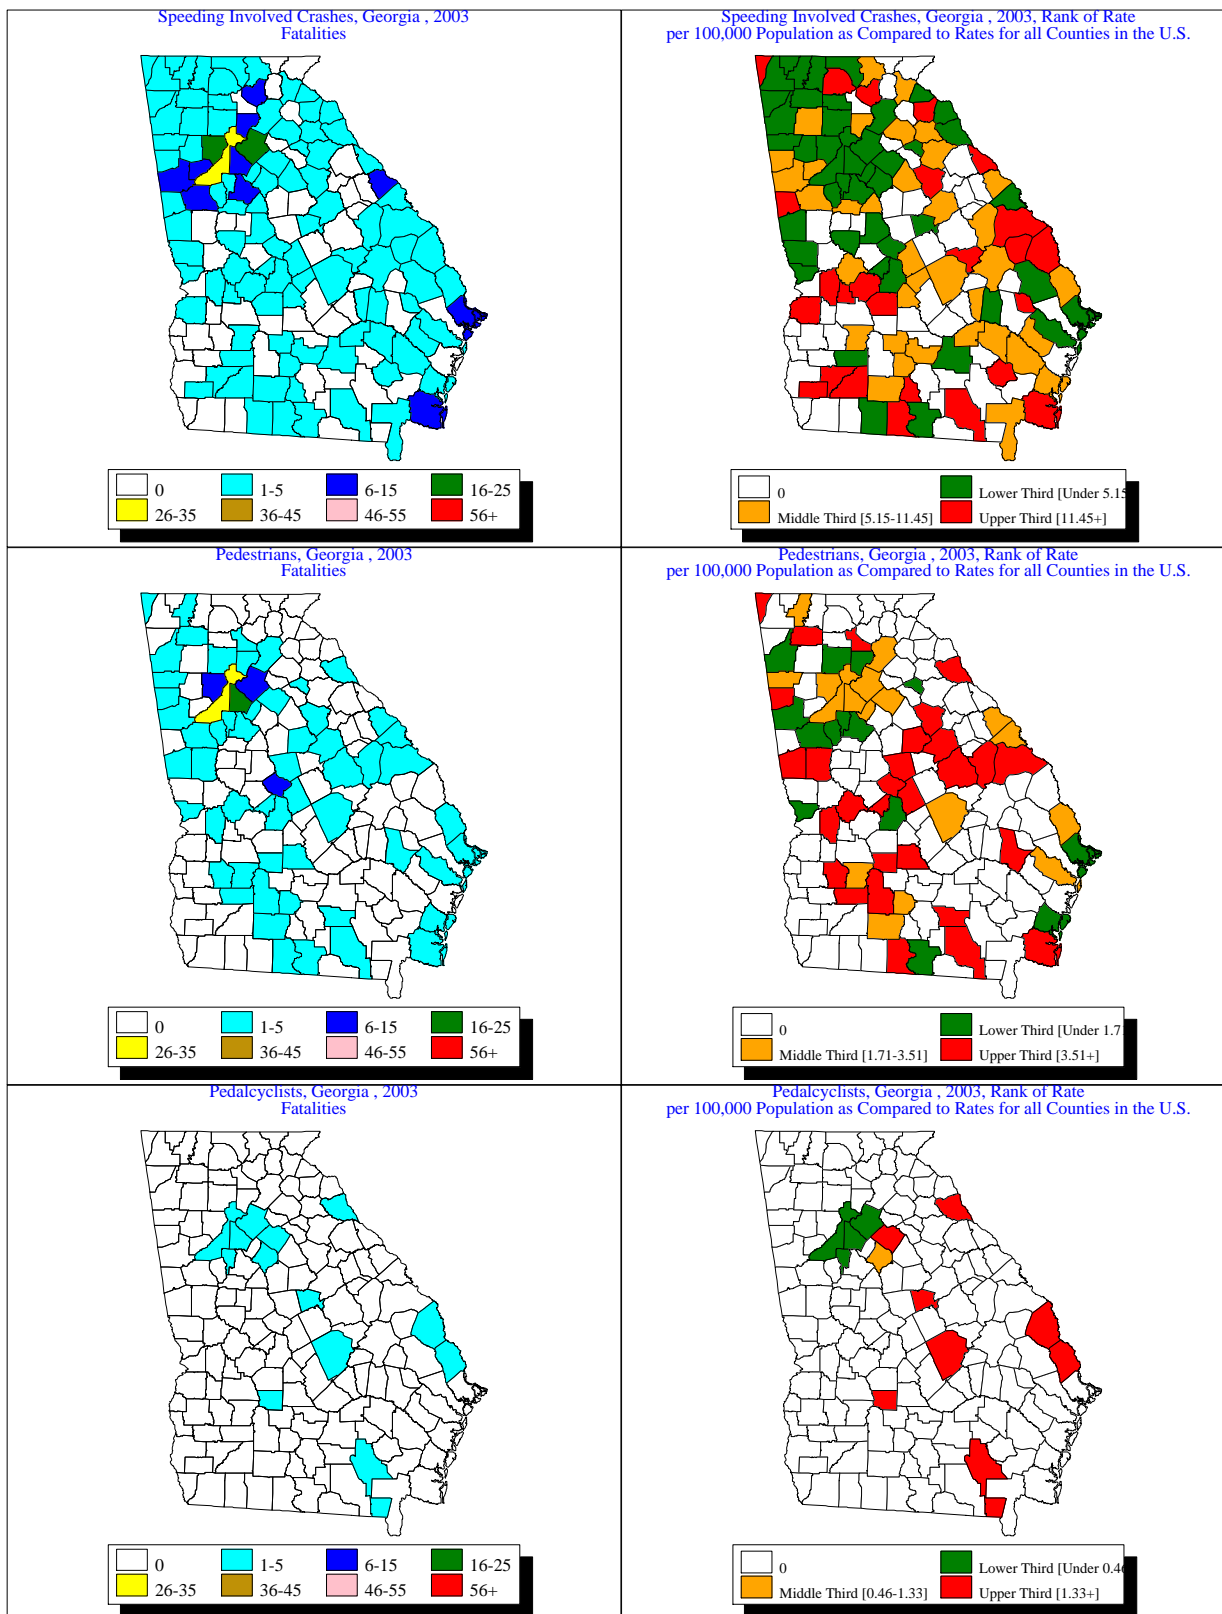 Speeding Involved Crashes, Georgia , 2003
Fatalities
0
1-5
6-15
16-25
26-35
36-45
46-55
56+
Speeding Involved Crashes, Georgia , 2003, Rank of Rate
per 100,000 Population as Compared to Rates for all Counties in the U.S.
0
Lower Third [Under 5.15
Middle Third [5.15-11.45]
Upper Third [11.45+]
Pedestrians, Georgia , 2003
Fatalities
0
1-5
6-15
16-25
26-35
36-45
46-55
56+
Pedestrians, Georgia , 2003, Rank of Rate
per 100,000 Population as Compared to Rates for all Counties in the U.S.
0
Lower Third [Under 1.71
Middle Third [1.71-3.51]
Upper Third [3.51+]
Pedalcyclists, Georgia , 2003
Fatalities
0
1-5
6-15
16-25
26-35
36-45
46-55
56+
Pedalcyclists, Georgia , 2003, Rank of Rate
per 100,000 Population as Compared to Rates for all Counties in the U.S.
0
Lower Third [Under 0.46
Middle Third [0.46-1.33]
Upper Third [1.33+]